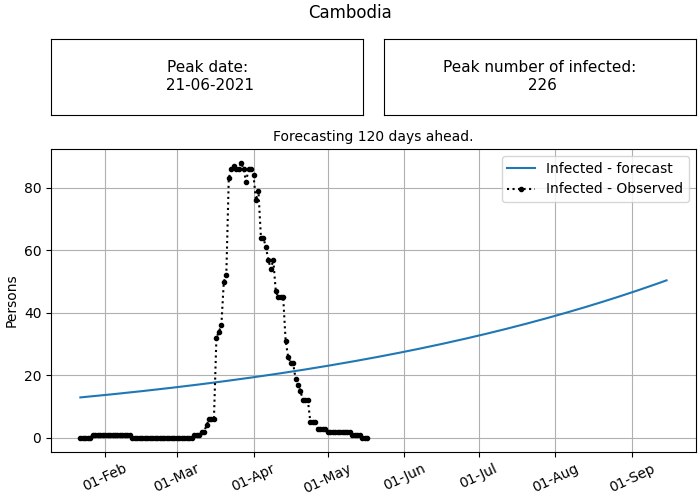 Cambodia
Peak date:
21-06-2021
Peak number of infected:
226
Forecasting 120 days ahead.
Infected - forecast
Infected - Observed
Persons
80
60
40
20
0
01-Feb
01-Mar
01-Apr
01-May
01-Jun
01-Jul
01-Aug
01-Sep